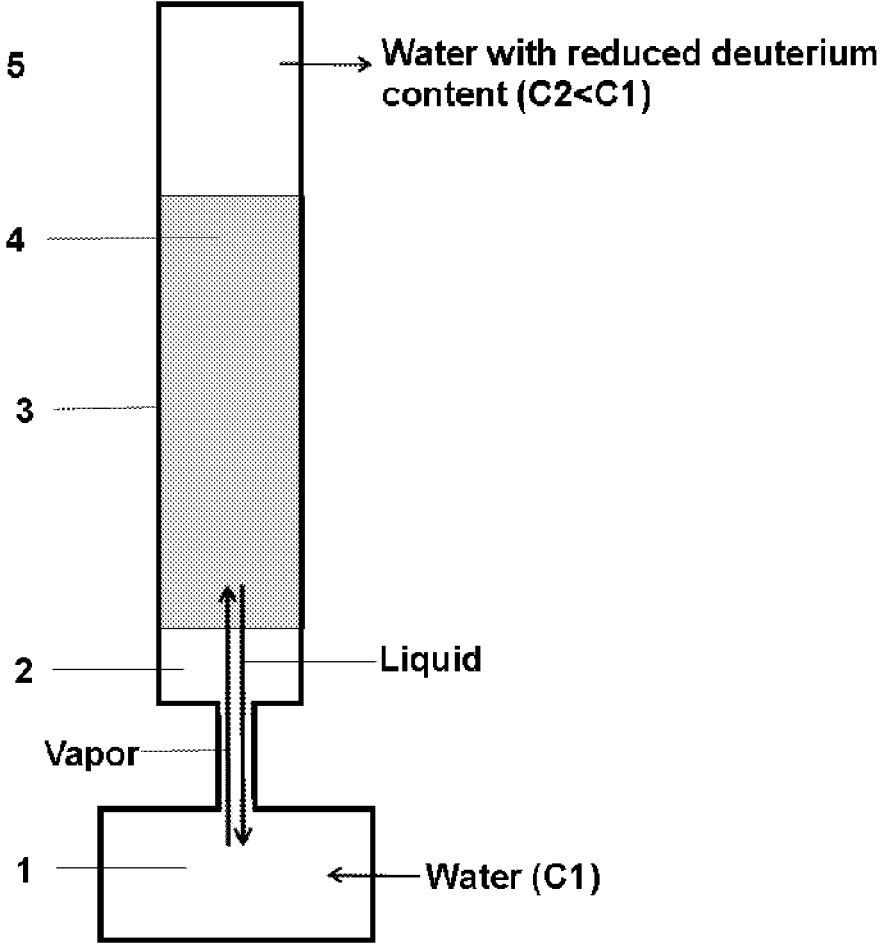 5
Water with reduced deuterium
content (C2<C1)
4
3
2
Liquid
Vapor
1
Water (C1)